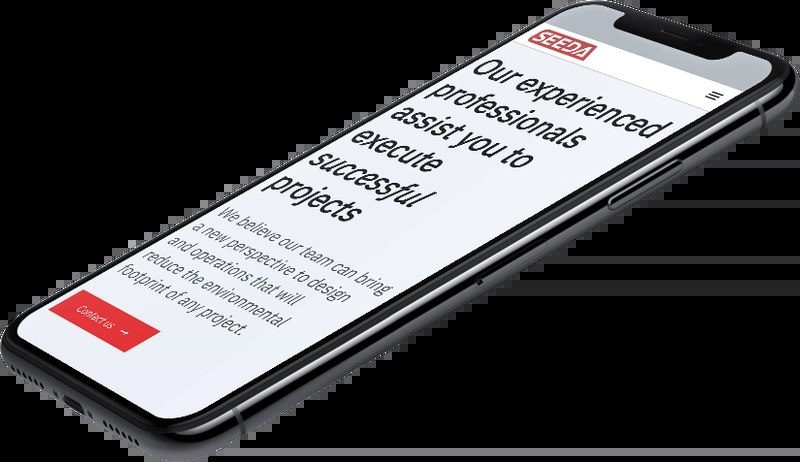 SEEDA
Our experienced
professionals
assist you to
execute
successful
projects
We believe our team can bring
a new perspective to design
and operations that will
reduce the environmental
footprint of any project.
Contact us →